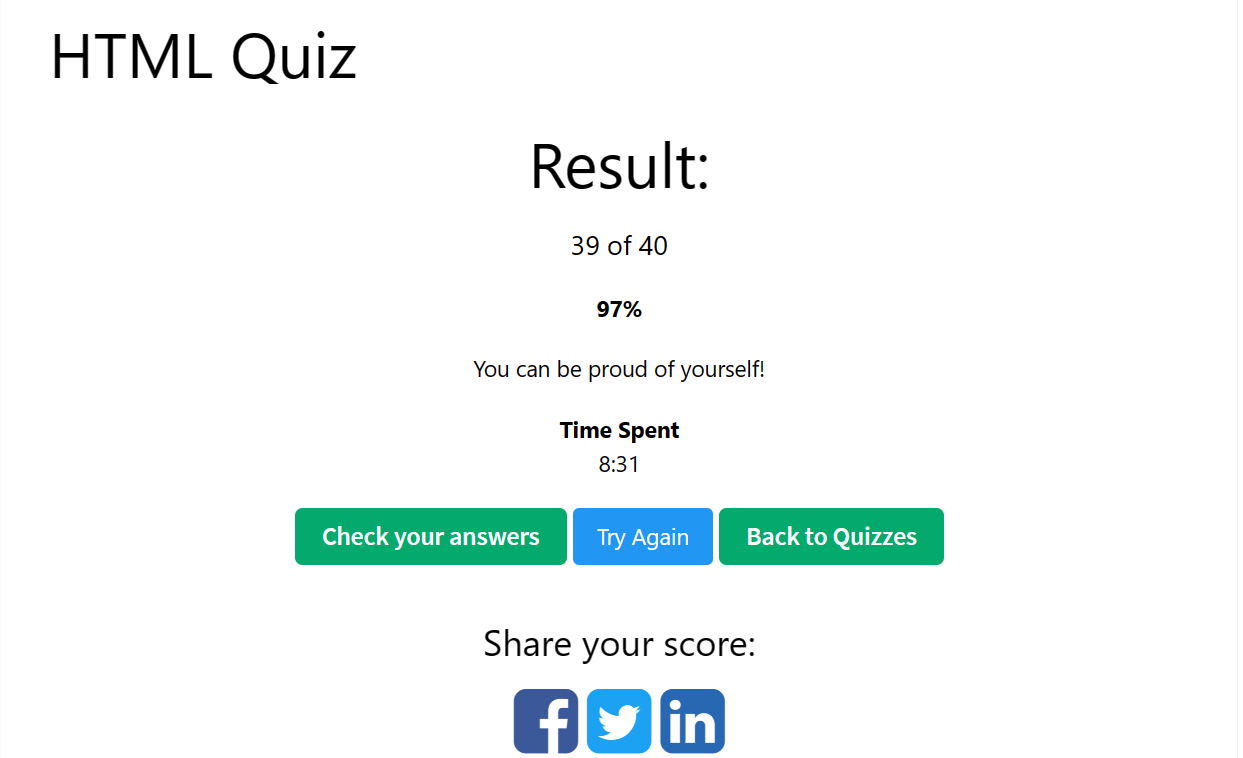 HTML Quiz
Result:
39 of 40
97%
You can be proud of yourself!
Time Spent
8:31
Check your answers
Try Again
Back to Quizzes
Share your score:
f
in